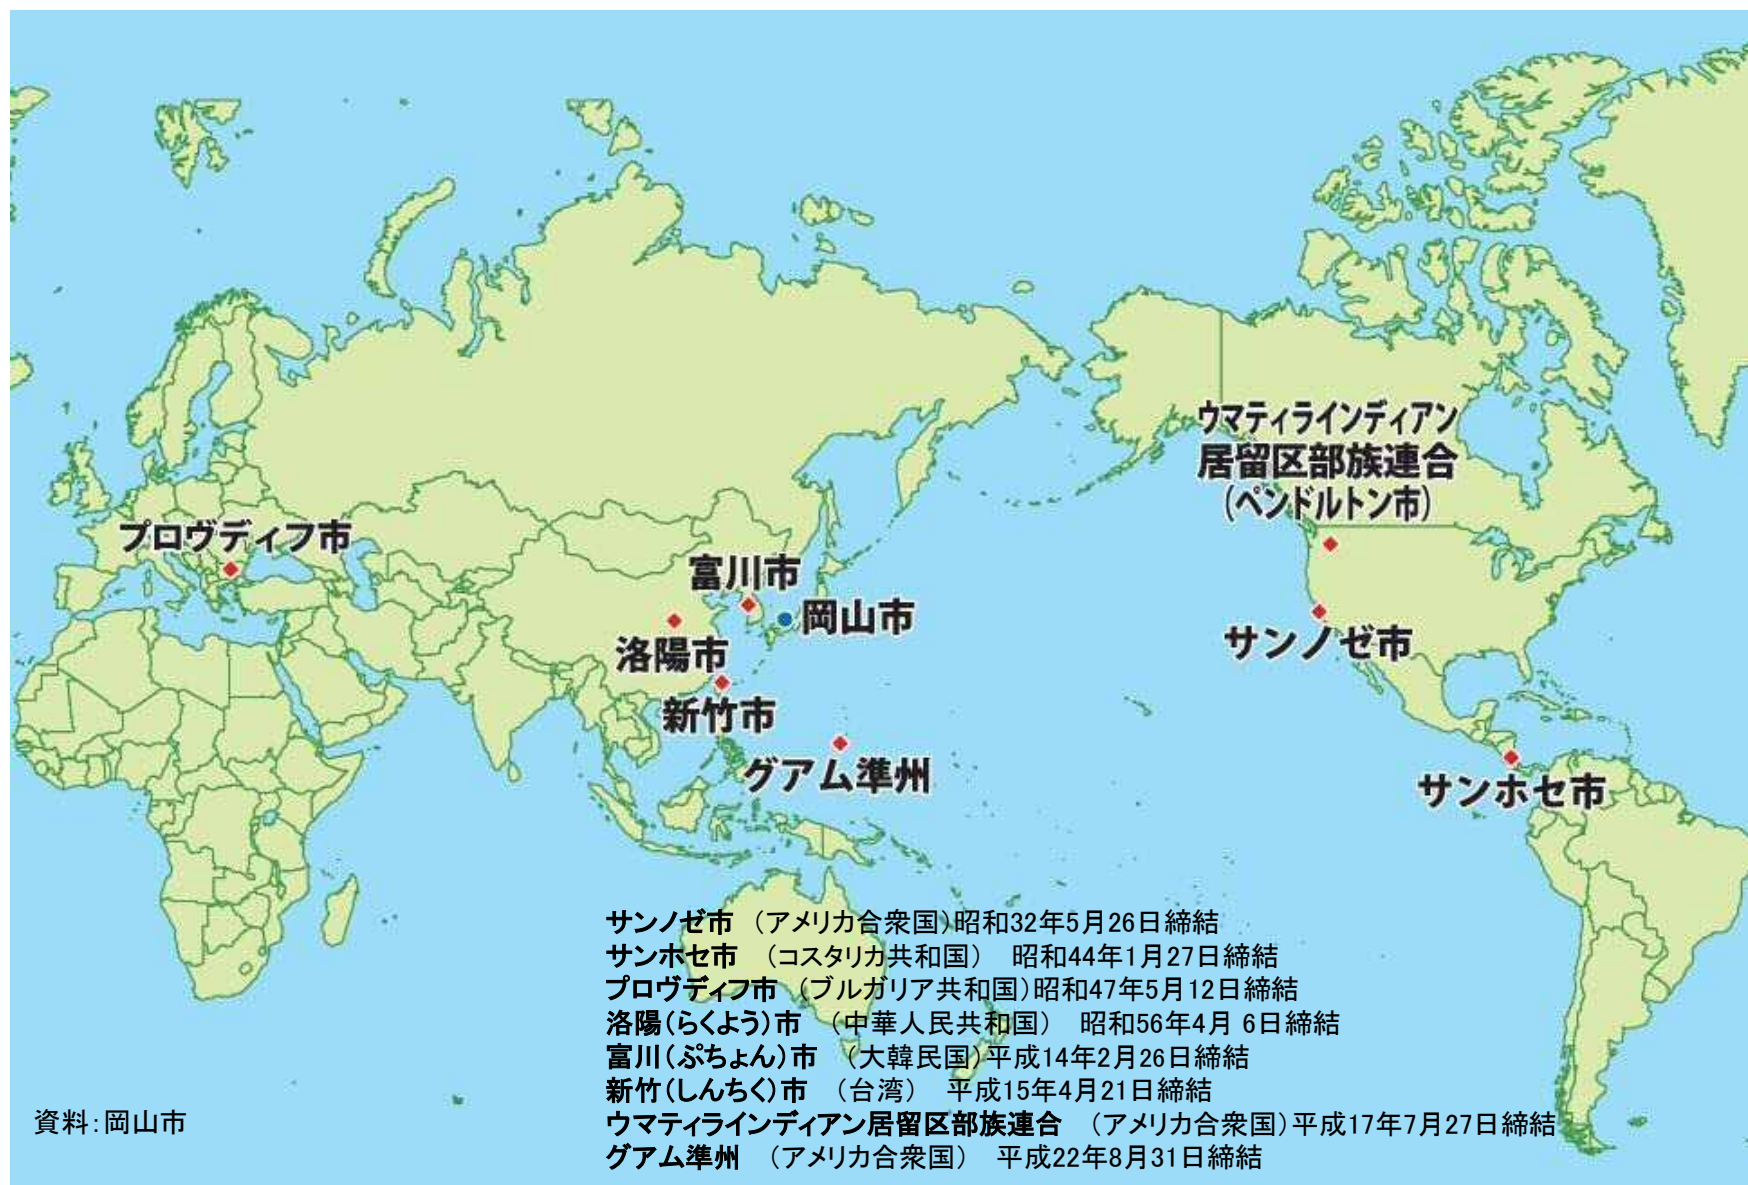 ウマティラインディアン
居留区部族連合
(ペンドルトン市)
プロヴディフ市
富川市
岡山市
洛陽市
サンノゼ市
新竹市
グアム準州
サンホセ市
サンノゼ市 (アメリカ合衆国)昭和32年5月26日締結
サンホセ市 (コスタリカ共和国) 昭和44年1月27日締結
プロヴディフ市 (ブルガリア共和国)昭和47年5月12日締結
洛陽(らくよう)市 (中華人民共和国) 昭和56年4月 6日締結
富川(ぷちょん)市 (大韓民国)平成14年2月26日締結
新竹(しんちく)市 (台湾) 平成15年4月21日締結
ウマティラインディアン居留区部族連合 (アメリカ合衆国)平成17年7月27日締結
グアム準州 (アメリカ合衆国) 平成22年8月31日締結
資料:岡山市